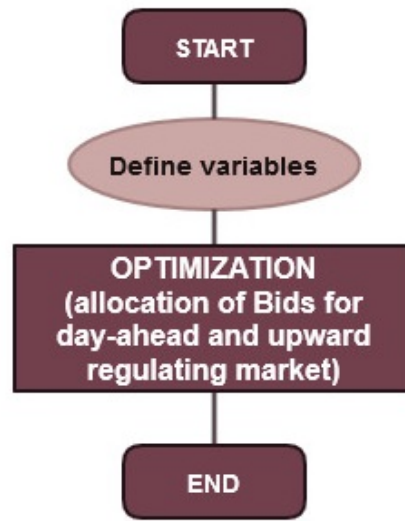 START
Define variables
OPTIMIZATION
(allocation of Bids for
day-ahead and upward
regulating market)
END